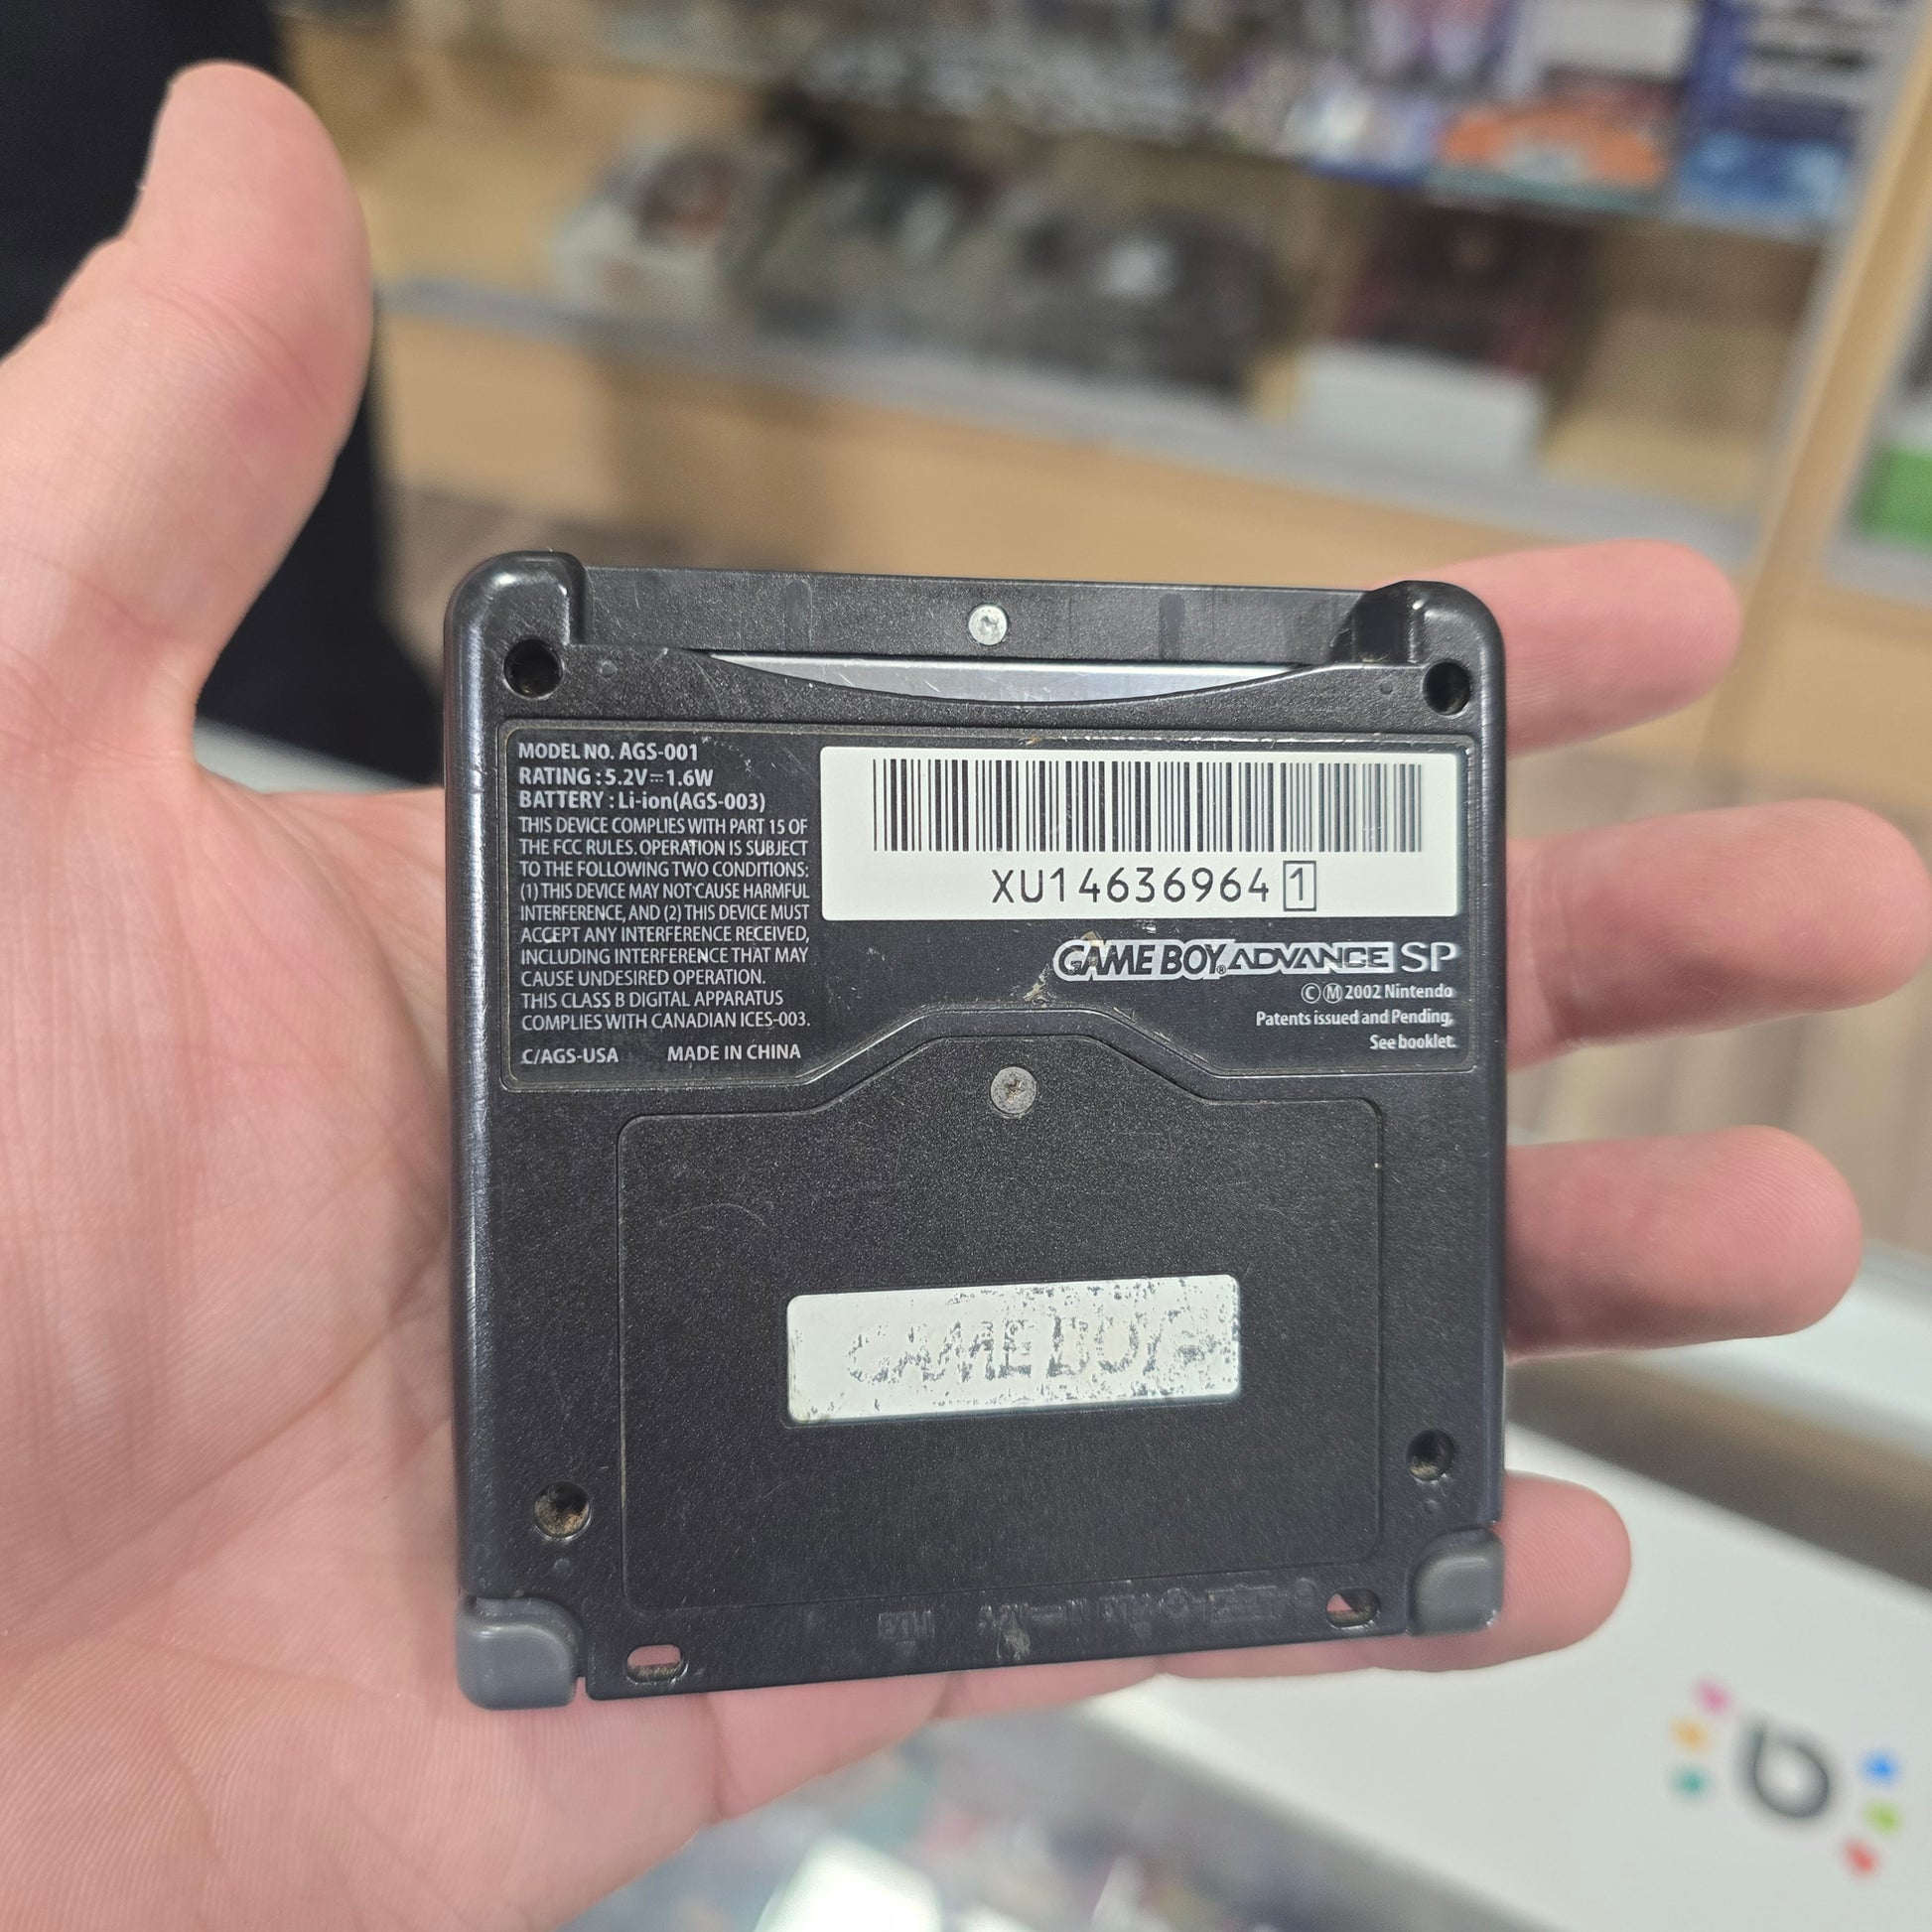 MODEL NO. AGS-001
RATING : 5.2V⎓1.6W
BATTERY : Li-ion(AGS-003)
THIS DEVICE COMPLIES WITH PART 15 OF
THE FCC RULES. OPERATION IS SUBJECT
TO THE FOLLOWING TWO CONDITIONS:
(1) THIS DEVICE MAY NOT CAUSE HARMFUL
INTERFERENCE, AND (2) THIS DEVICE MUST
ACCEPT ANY INTERFERENCE RECEIVED,
INCLUDING INTERFERENCE THAT MAY
CAUSE UNDESIRED OPERATION.
THIS CLASS B DIGITAL APPARATUS
COMPLIES WITH CANADIAN ICES-003.
C/AGS-USA MADE IN CHINA
XU14636964 1
GAME BOY® ADVANCE SP
ⒸⓂ 2002 Nintendo
Patents issued and Pending,
See booklet.
GAME BOY